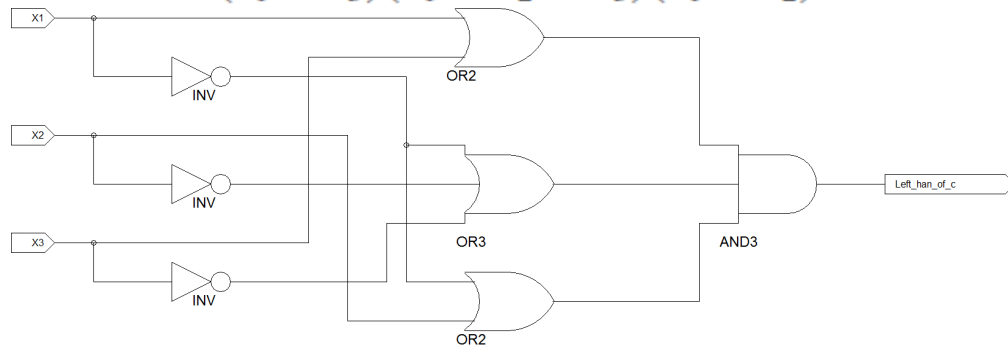 X1
OR2
INV
X2
Left_han_of_c
INV
X3
OR3
AND3
INV
OR2